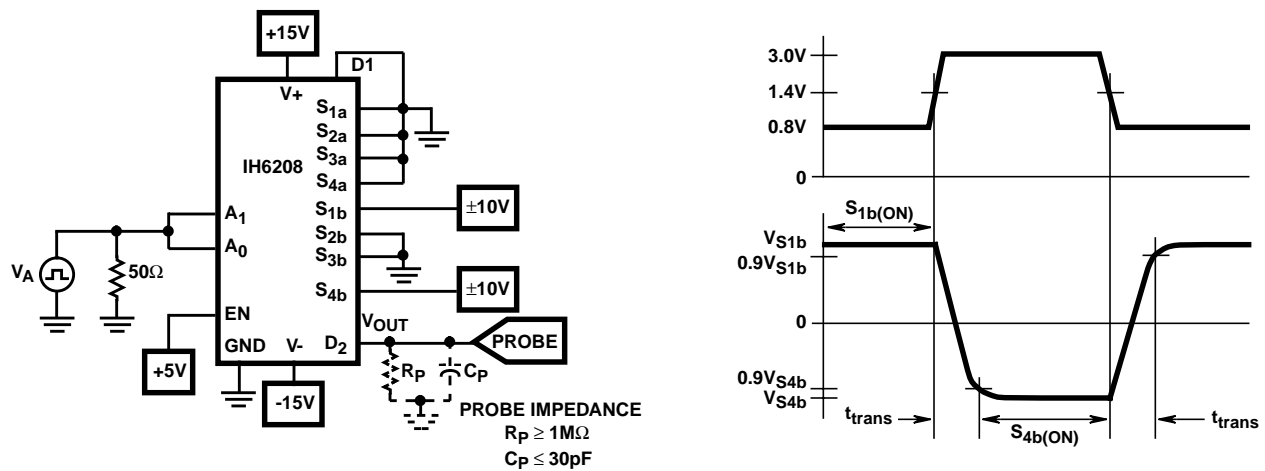 +15V
D1
V+
S1a
S2a
S3a
S4a
IH6208
A1
A0
S1b
±10V
S2b
S3b
S4b
±10V
VA
50Ω
EN
+5V
GND
V-
-15V
D2
VOUT
PROBE
RP
CP
PROBE IMPEDANCE
RP ≥ 1MΩ
CP ≤ 30pF
3.0V
1.4V
0.8V
0
S1b(ON)
VS1b
0.9VS1b
0
0.9VS4b
VS4b
ttrans
S4b(ON)
ttrans